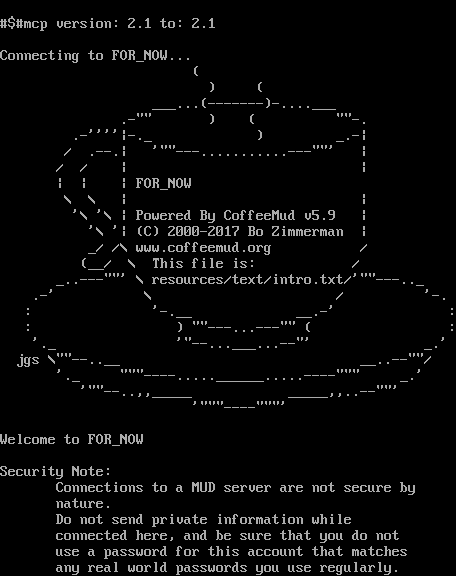 #$#mcp version: 2.1 to: 2.1
Connecting to FOR_NOW...
FOR_NOW
Powered By CoffeeMud v5.9
(C) 2000-2017 Bo Zimmerman
www.coffeemud.org
This file is:
resources/text/intro.txt
jgs
Welcome to FOR_NOW
Security Note:
Connections to a MUD server are not secure by
nature.
Do not send private information while
connected here, and be sure that you do not
use a password for this account that matches
any real world passwords you use regularly.